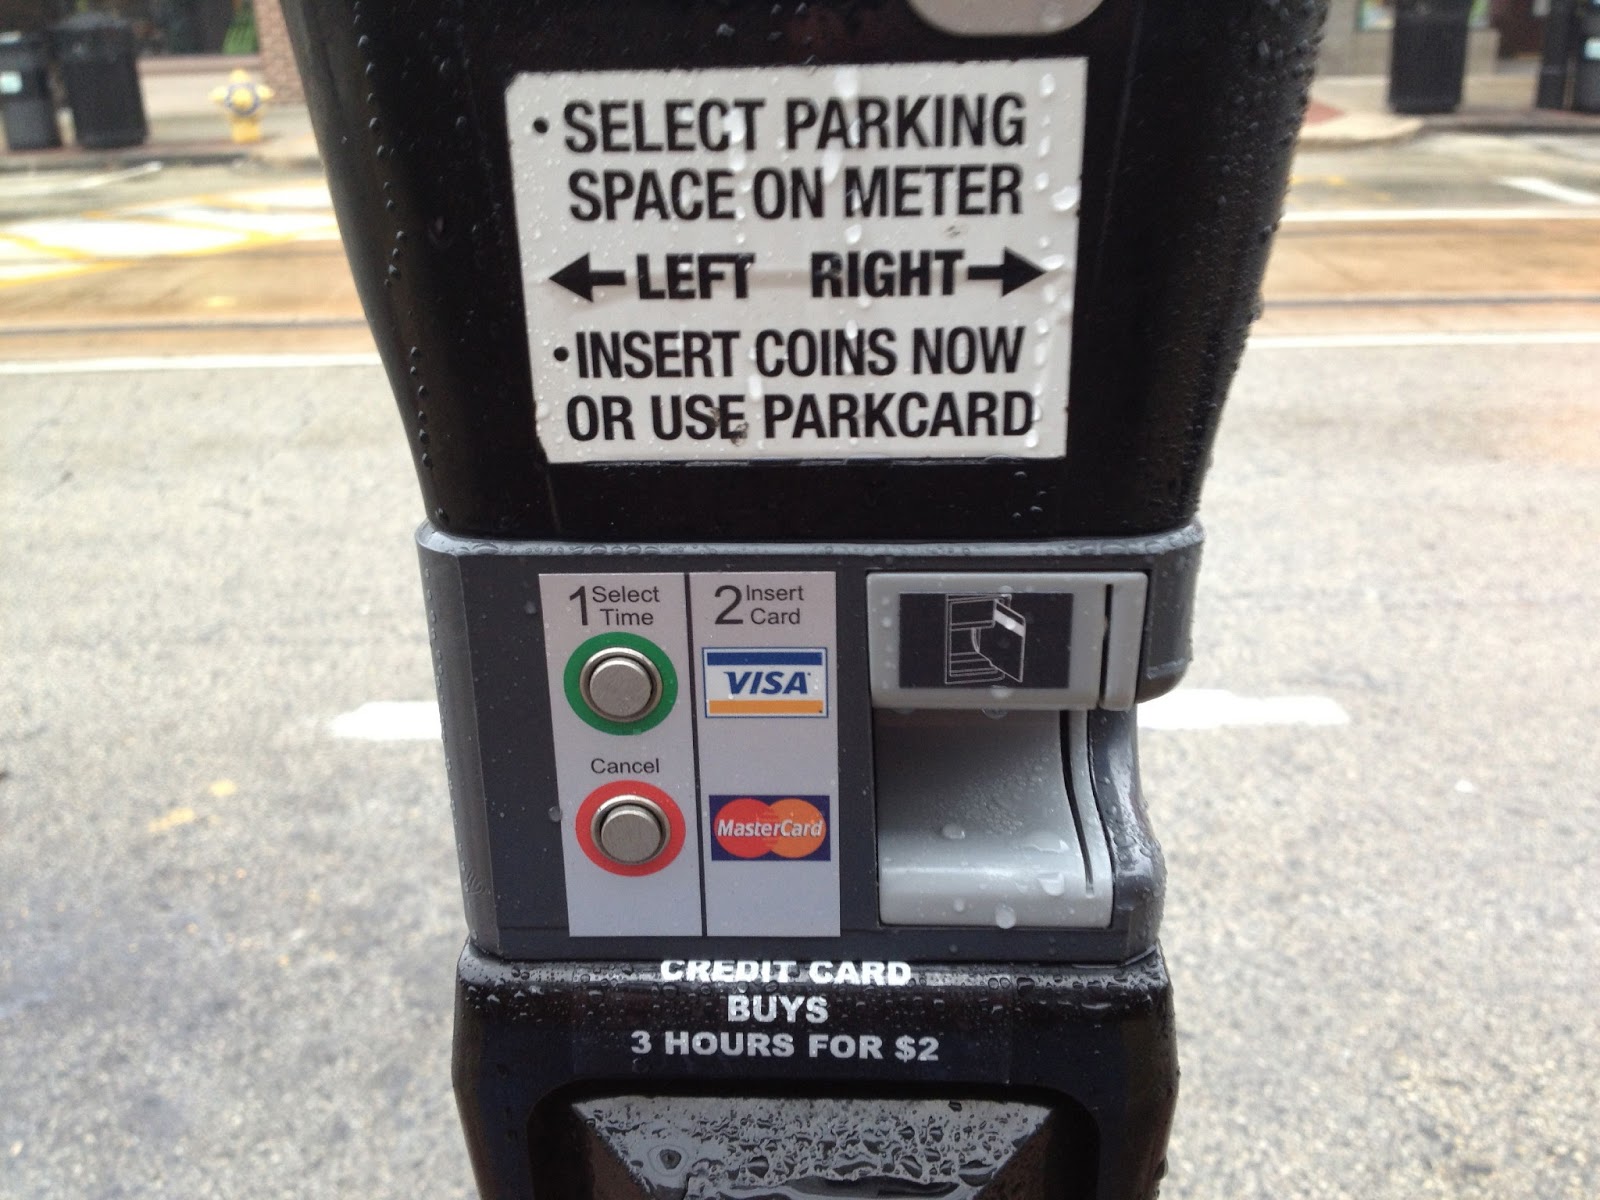 • SELECT PARKING
SPACE ON METER
←LEFT RIGHT→
• INSERT COINS NOW
OR USE PARKCARD
1 Select
Time
2 Insert
Card
VISA
Cancel
MasterCard
CREDIT CARD
BUYS
3 HOURS FOR $2